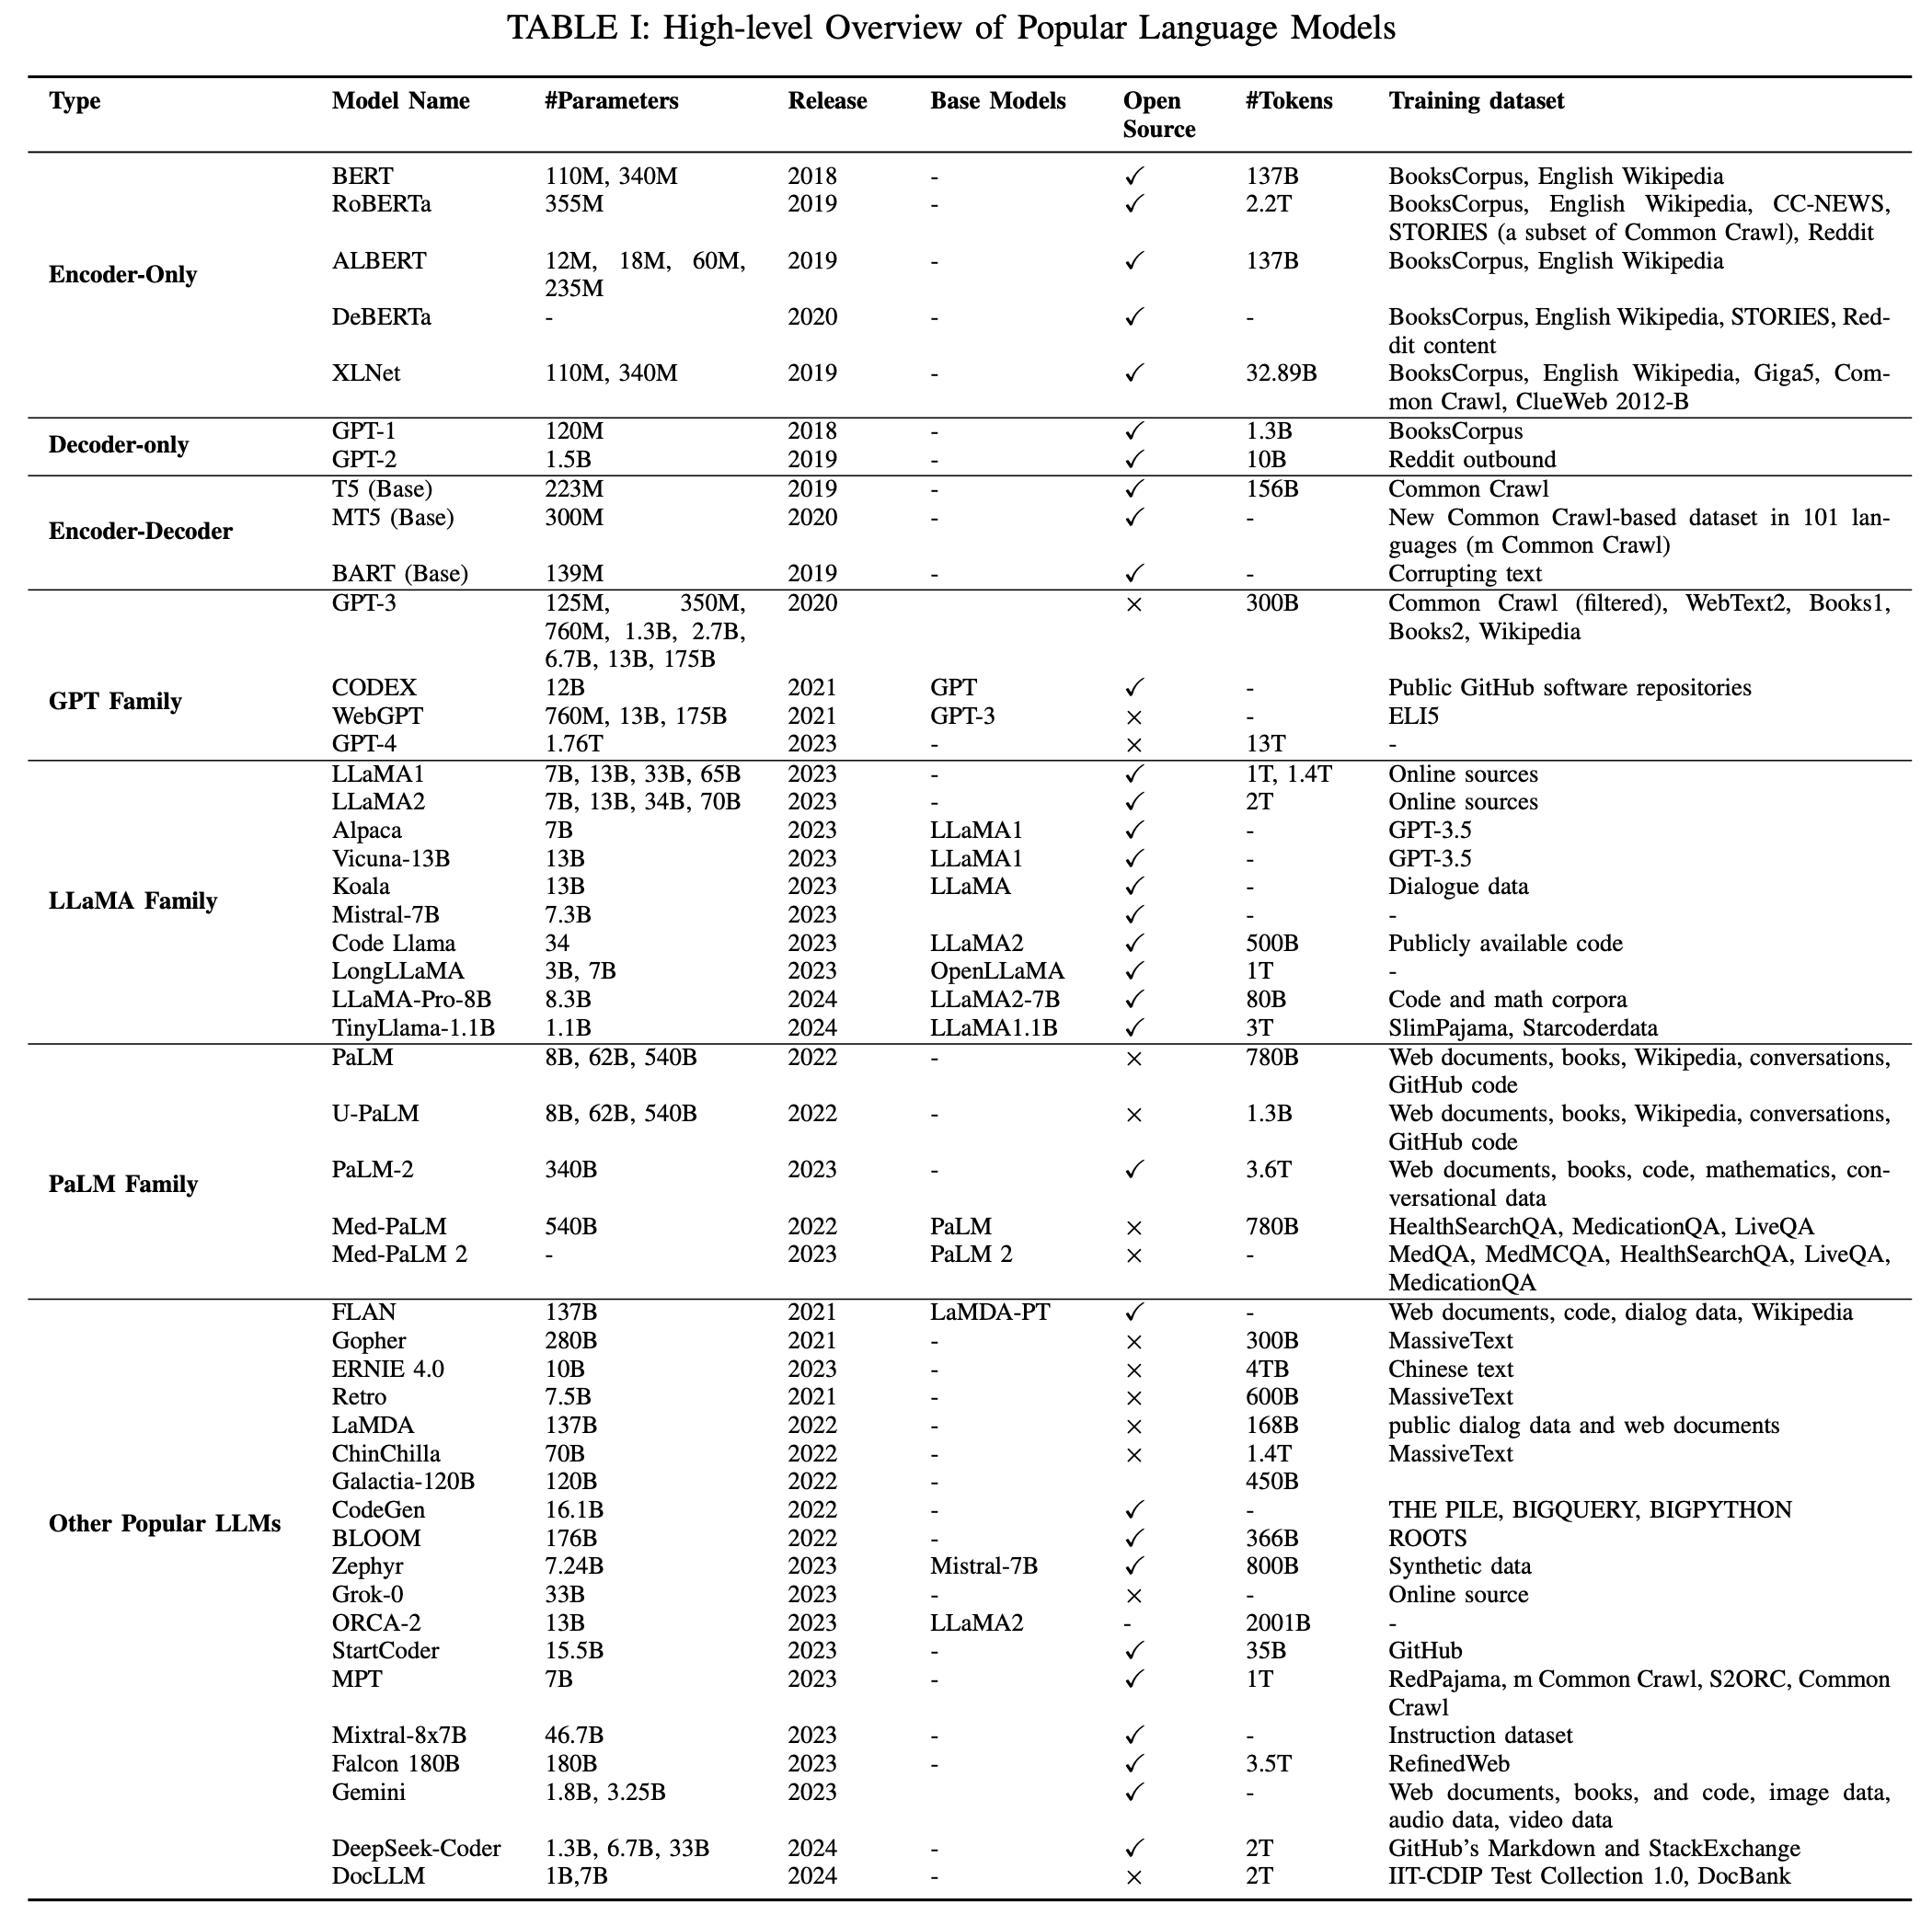 TABLE I: High-level Overview of Popular Language Models
Type Model Name #Parameters Release Base Models Open Source #Tokens Training dataset
Encoder-Only
BERT 110M, 340M 2018 - ✓ 137B BooksCorpus, English Wikipedia
RoBERTa 355M 2019 - ✓ 2.2T BooksCorpus, English Wikipedia, CC-NEWS,
STORIES (a subset of Common Crawl), Reddit
ALBERT 12M, 18M, 60M, 2019 - ✓ 137B BooksCorpus, English Wikipedia
235M
DeBERTa - 2020 - ✓ - BooksCorpus, English Wikipedia, STORIES, Red-
dit content
XLNet 110M, 340M 2019 - ✓ 32.89B BooksCorpus, English Wikipedia, Giga5, Com-
mon Crawl, ClueWeb 2012-B
Decoder-only
GPT-1 120M 2018 - ✓ 1.3B BooksCorpus
GPT-2 1.5B 2019 - ✓ 10B Reddit outbound
Encoder-Decoder
T5 (Base) 223M 2019 - ✓ 156B Common Crawl
MT5 (Base) 300M 2020 - ✓ - New Common Crawl-based dataset in 101 lan-
guages (m Common Crawl)
BART (Base) 139M 2019 - ✓ - Corrupting text
GPT Family
GPT-3 125M, 350M, 2020 × 300B Common Crawl (filtered), WebText2, Books1,
760M, 1.3B, 2.7B, Books2, Wikipedia
6.7B, 13B, 175B
CODEX 12B 2021 GPT ✓ - Public GitHub software repositories
WebGPT 760M, 13B, 175B 2021 GPT-3 × - ELI5
GPT-4 1.76T 2023 - × 13T -
LLaMA Family
LLaMA1 7B, 13B, 33B, 65B 2023 - ✓ 1T, 1.4T Online sources
LLaMA2 7B, 13B, 34B, 70B 2023 - ✓ 2T Online sources
Alpaca 7B 2023 LLaMA1 ✓ - GPT-3.5
Vicuna-13B 13B 2023 LLaMA1 ✓ - GPT-3.5
Koala 13B 2023 LLaMA ✓ - Dialogue data
Mistral-7B 7.3B 2023 ✓ - -
Code Llama 34 2023 LLaMA2 ✓ 500B Publicly available code
LongLLaMA 3B, 7B 2023 OpenLLaMA ✓ 1T -
LLaMA-Pro-8B 8.3B 2024 LLaMA2-7B ✓ 80B Code and math corpora
TinyLlama-1.1B 1.1B 2024 LLaMA1.1B ✓ 3T SlimPajama, Starcoderdata
PaLM Family
PaLM 8B, 62B, 540B 2022 - × 780B Web documents, books, Wikipedia, conversations,
GitHub code
U-PaLM 8B, 62B, 540B 2022 - × 1.3B Web documents, books, Wikipedia, conversations,
GitHub code
PaLM-2 340B 2023 - ✓ 3.6T Web documents, books, code, mathematics, con-
versational data
Med-PaLM 540B 2022 PaLM × 780B HealthSearchQA, MedicationQA, LiveQA
Med-PaLM 2 - 2023 PaLM 2 × - MedQA, MedMCQA, HealthSearchQA, LiveQA,
MedicationQA
Other Popular LLMs
FLAN 137B 2021 LaMDA-PT ✓ - Web documents, code, dialog data, Wikipedia
Gopher 280B 2021 - × 300B MassiveText
ERNIE 4.0 10B 2023 - × 4TB Chinese text
Retro 7.5B 2021 - × 600B MassiveText
LaMDA 137B 2022 - × 168B public dialog data and web documents
ChinChilla 70B 2022 - × 1.4T MassiveText
Galactia-120B 120B 2022 - 450B
CodeGen 16.1B 2022 - ✓ - THE PILE, BIGQUERY, BIGPYTHON
BLOOM 176B 2022 - ✓ 366B ROOTS
Zephyr 7.24B 2023 Mistral-7B ✓ 800B Synthetic data
Grok-0 33B 2023 - × - Online source
ORCA-2 13B 2023 LLaMA2 - 2001B -
StartCoder 15.5B 2023 - ✓ 35B GitHub
MPT 7B 2023 - ✓ 1T RedPajama, m Common Crawl, S2ORC, Common
Crawl
Mixtral-8x7B 46.7B 2023 - ✓ - Instruction dataset
Falcon 180B 180B 2023 - ✓ 3.5T RefinedWeb
Gemini 1.8B, 3.25B 2023 ✓ - Web documents, books, and code, image data,
audio data, video data
DeepSeek-Coder 1.3B, 6.7B, 33B 2024 - ✓ 2T GitHub's Markdown and StackExchange
DocLLM 1B,7B 2024 - × 2T IIT-CDIP Test Collection 1.0, DocBank